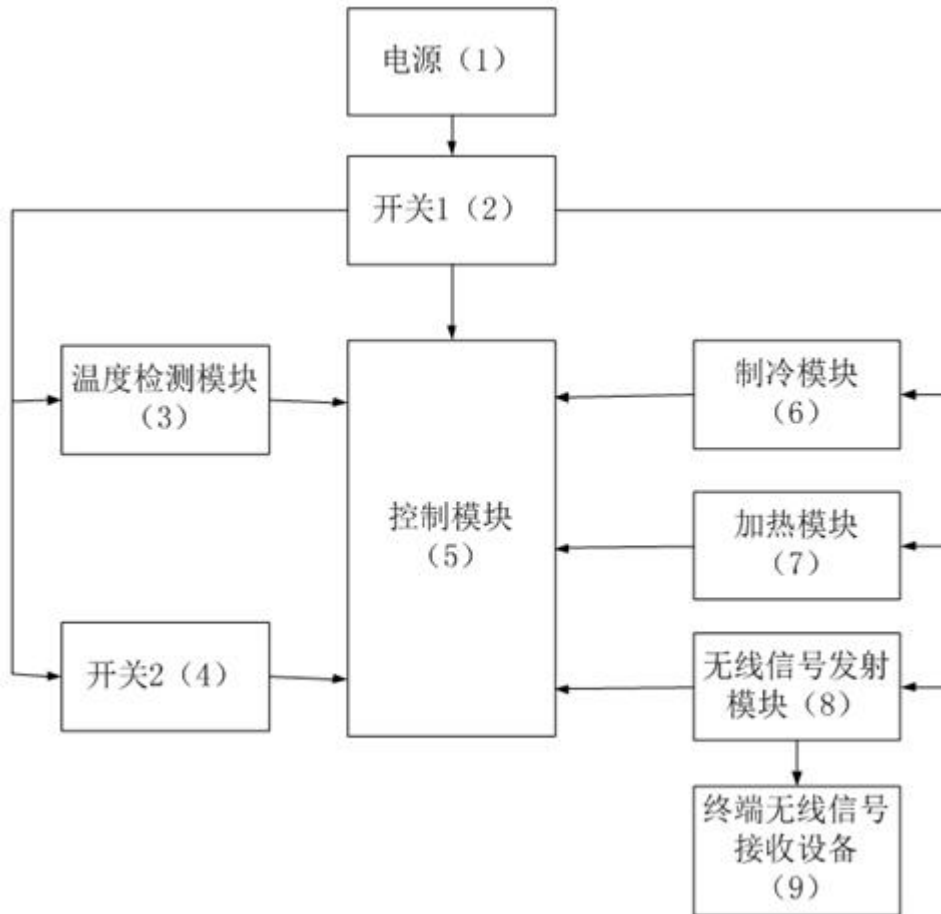 电源（1）
开关1（2）
温度检测模块
（3）
制冷模块
（6）
控制模块
（5）
加热模块
（7）
开关2（4）
无线信号发射
模块（8）
终端无线信号
接收设备
（9）